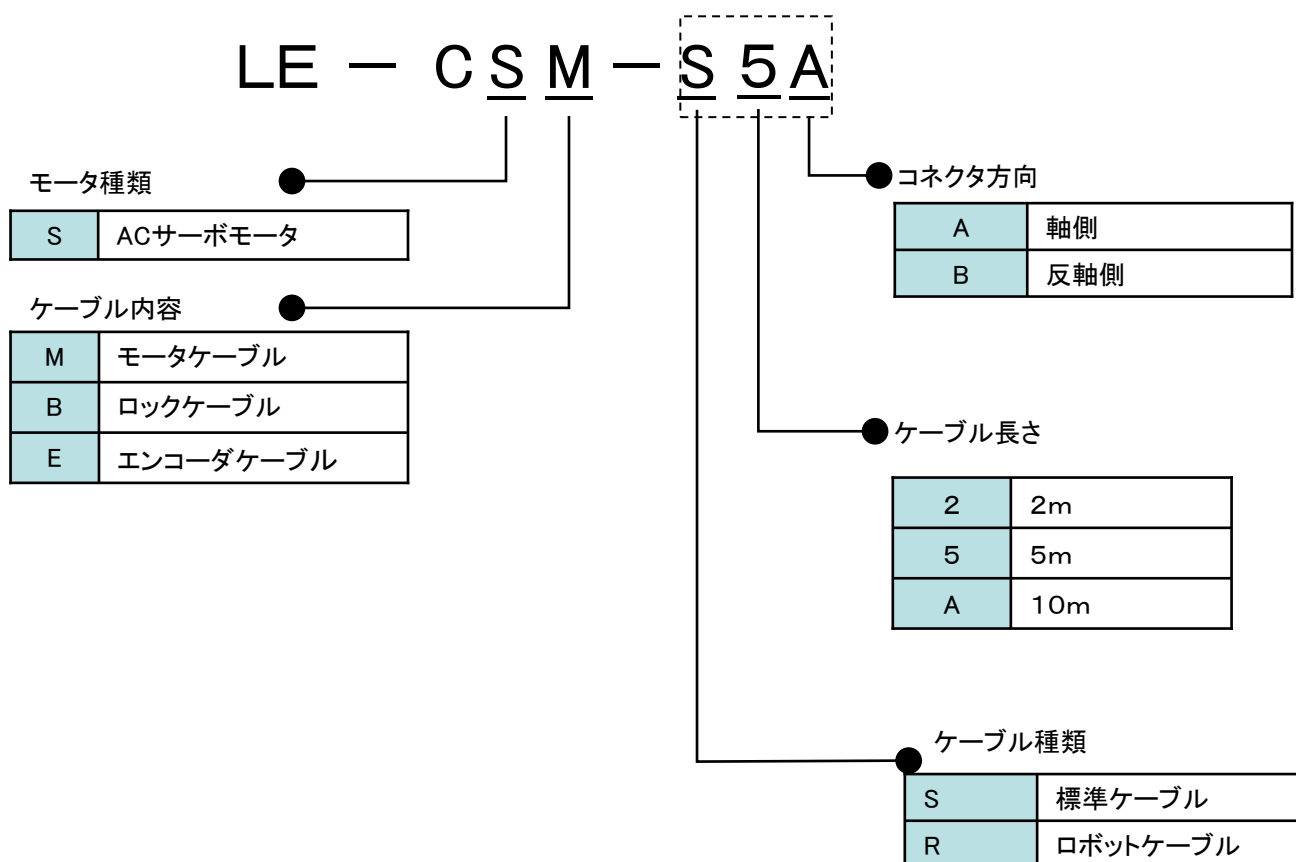 LE － CSM－S5A
モータ種類
S ACサーボモータ
ケーブル内容
M モータケーブル
B ロックケーブル
E エンコーダケーブル
コネクタ方向
A 軸側
B 反軸側
ケーブル長さ
2 2m
5 5m
A 10m
ケーブル種類
S 標準ケーブル
R ロボットケーブル